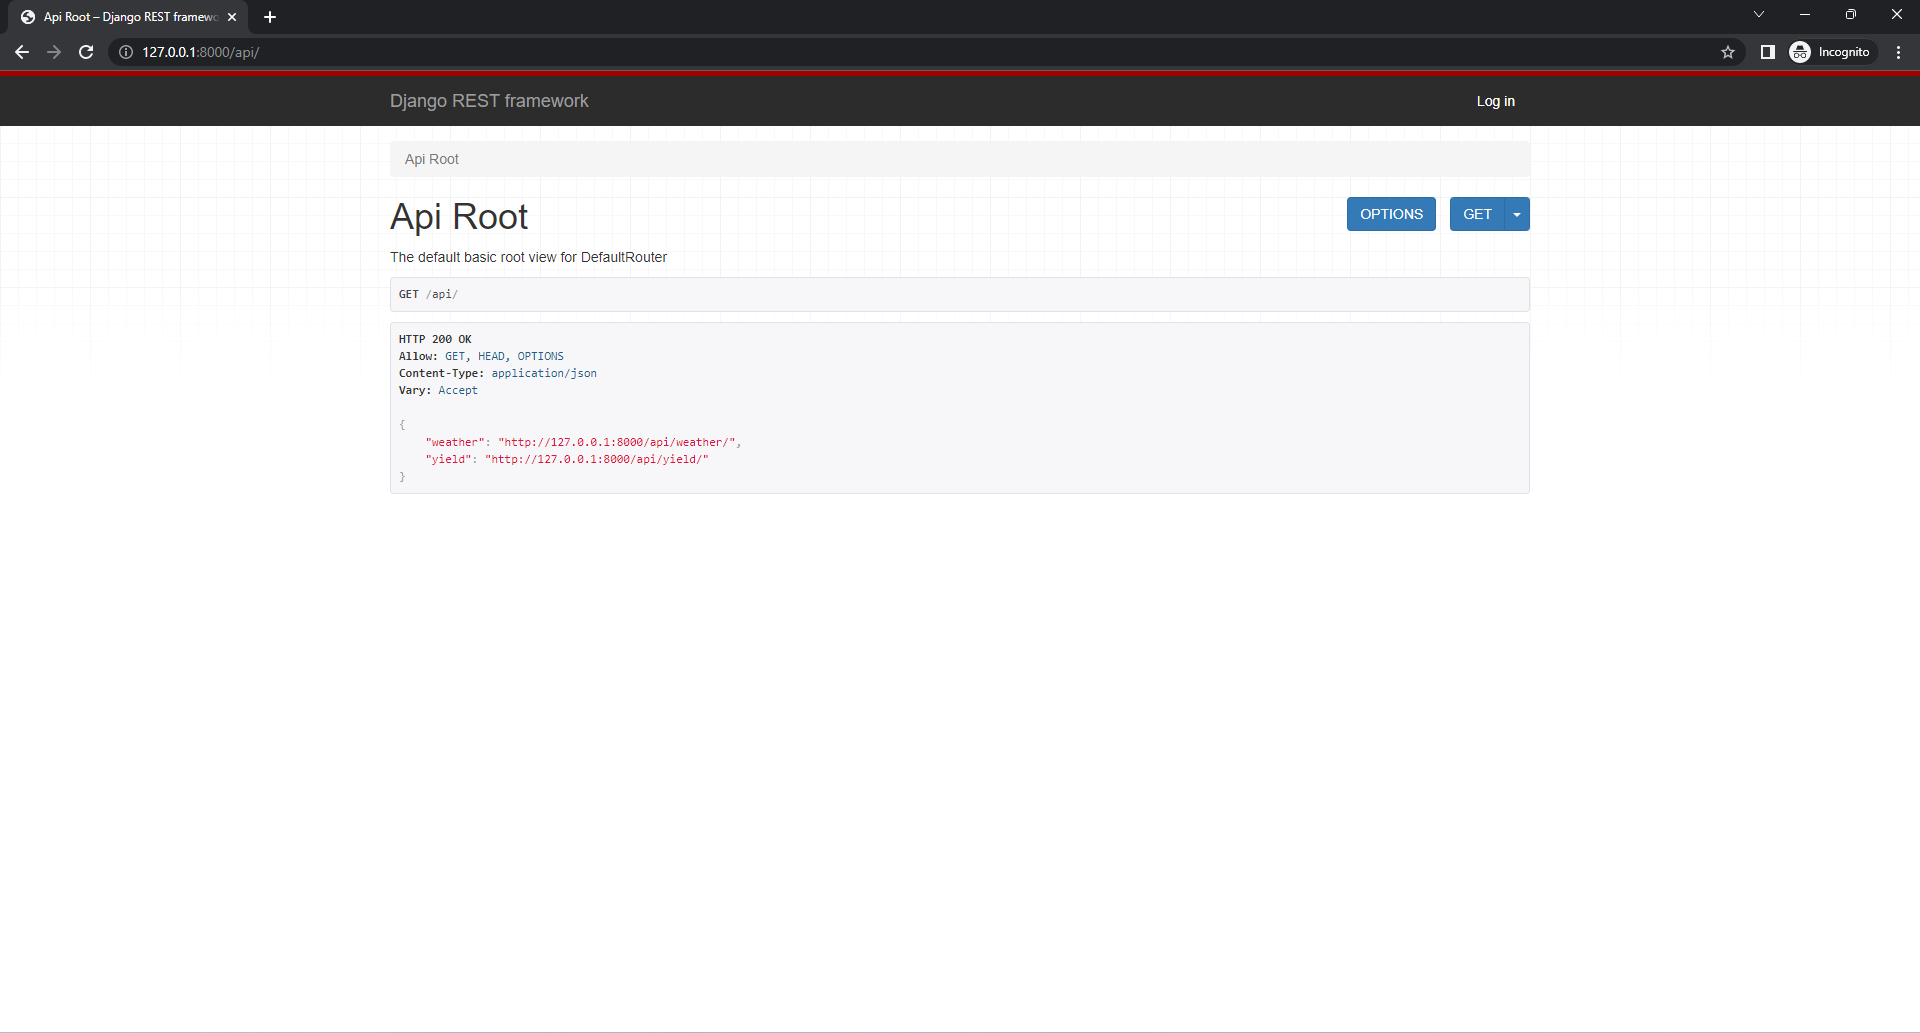 Api Root – Django REST framewo
127.0.0.1:8000/api/
Incognito
Django REST framework
Log in
Api Root
Api Root
OPTIONS
GET
The default basic root view for DefaultRouter
GET /api/
HTTP 200 OK
Allow: GET, HEAD, OPTIONS
Content-Type: application/json
Vary: Accept
{
    "weather": "http://127.0.0.1:8000/api/weather/",
    "yield": "http://127.0.0.1:8000/api/yield/"
}